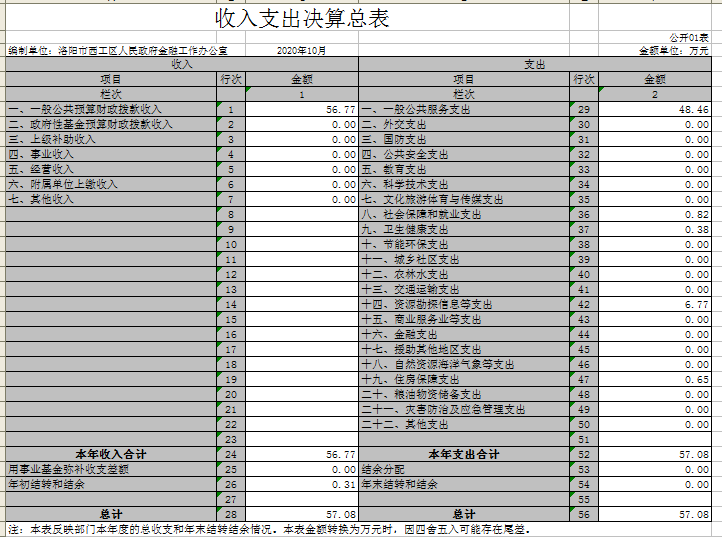 收入支出决算总表
公开01表
编制单位：洛阳市西工区人民政府金融工作办公室 2020年10月 金额单位：万元
收入 支出
项目 行次 金额 项目 行次 金额
栏次 1 栏次 2
一、一般公共预算财政拨款收入 1 56.77 一、一般公共服务支出 29 48.46
二、政府性基金预算财政拨款收入 2 0.00 二、外交支出 30 0.00
三、上级补助收入 3 0.00 三、国防支出 31 0.00
四、事业收入 4 0.00 四、公共安全支出 32 0.00
五、经营收入 5 0.00 五、教育支出 33 0.00
六、附属单位上缴收入 6 0.00 六、科学技术支出 34 0.00
七、其他收入 7 0.00 七、文化旅游体育与传媒支出 35 0.00
8 八、社会保障和就业支出 36 0.82
9 九、卫生健康支出 37 0.38
10 十、节能环保支出 38 0.00
11 十一、城乡社区支出 39 0.00
12 十二、农林水支出 40 0.00
13 十三、交通运输支出 41 0.00
14 十四、资源勘探信息等支出 42 6.77
15 十五、商业服务业等支出 43 0.00
16 十六、金融支出 44 0.00
17 十七、援助其他地区支出 45 0.00
18 十八、自然资源海洋气象等支出 46 0.00
19 十九、住房保障支出 47 0.65
20 二十、粮油物资储备支出 48 0.00
21 二十一、灾害防治及应急管理支出 49 0.00
22 二十二、其他支出 50 0.00
23 51
本年收入合计 24 56.77 本年支出合计 52 57.08
用事业基金弥补收支差额 25 0.00 结余分配 53 0.00
年初结转和结余 26 0.31 年末结转和结余 54 0.00
27 55
总计 28 57.08 总计 56 57.08
注：本表反映部门本年度的总收支和年末结转结余情况。本表金额转换为万元时，因四舍五入可能存在尾差。